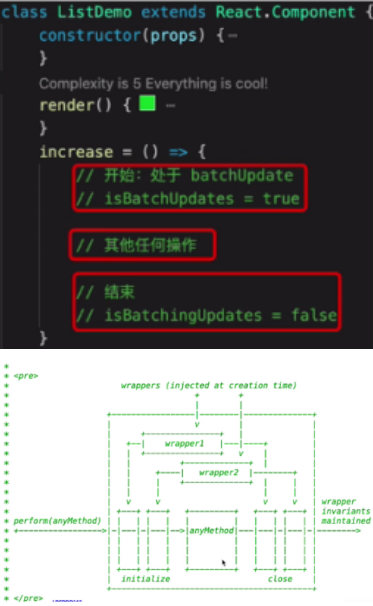 class ListDemo extends React.Component {
constructor(props) {⋯
}
Complexity is 5 Everything is cool!
render() { ⋯
}
increase = () => {
// 开始：处于 batchUpdate
// isBatchUpdates = true
// 其他任何操作
// 结束
// isBatchingUpdates = false
}
* <pre>
wrappers (injected at creation time)
wrapper1
wrapper2
wrapper
invariants
perform(anyMethod)
anyMethod
maintained
initialize
close
* </pre>